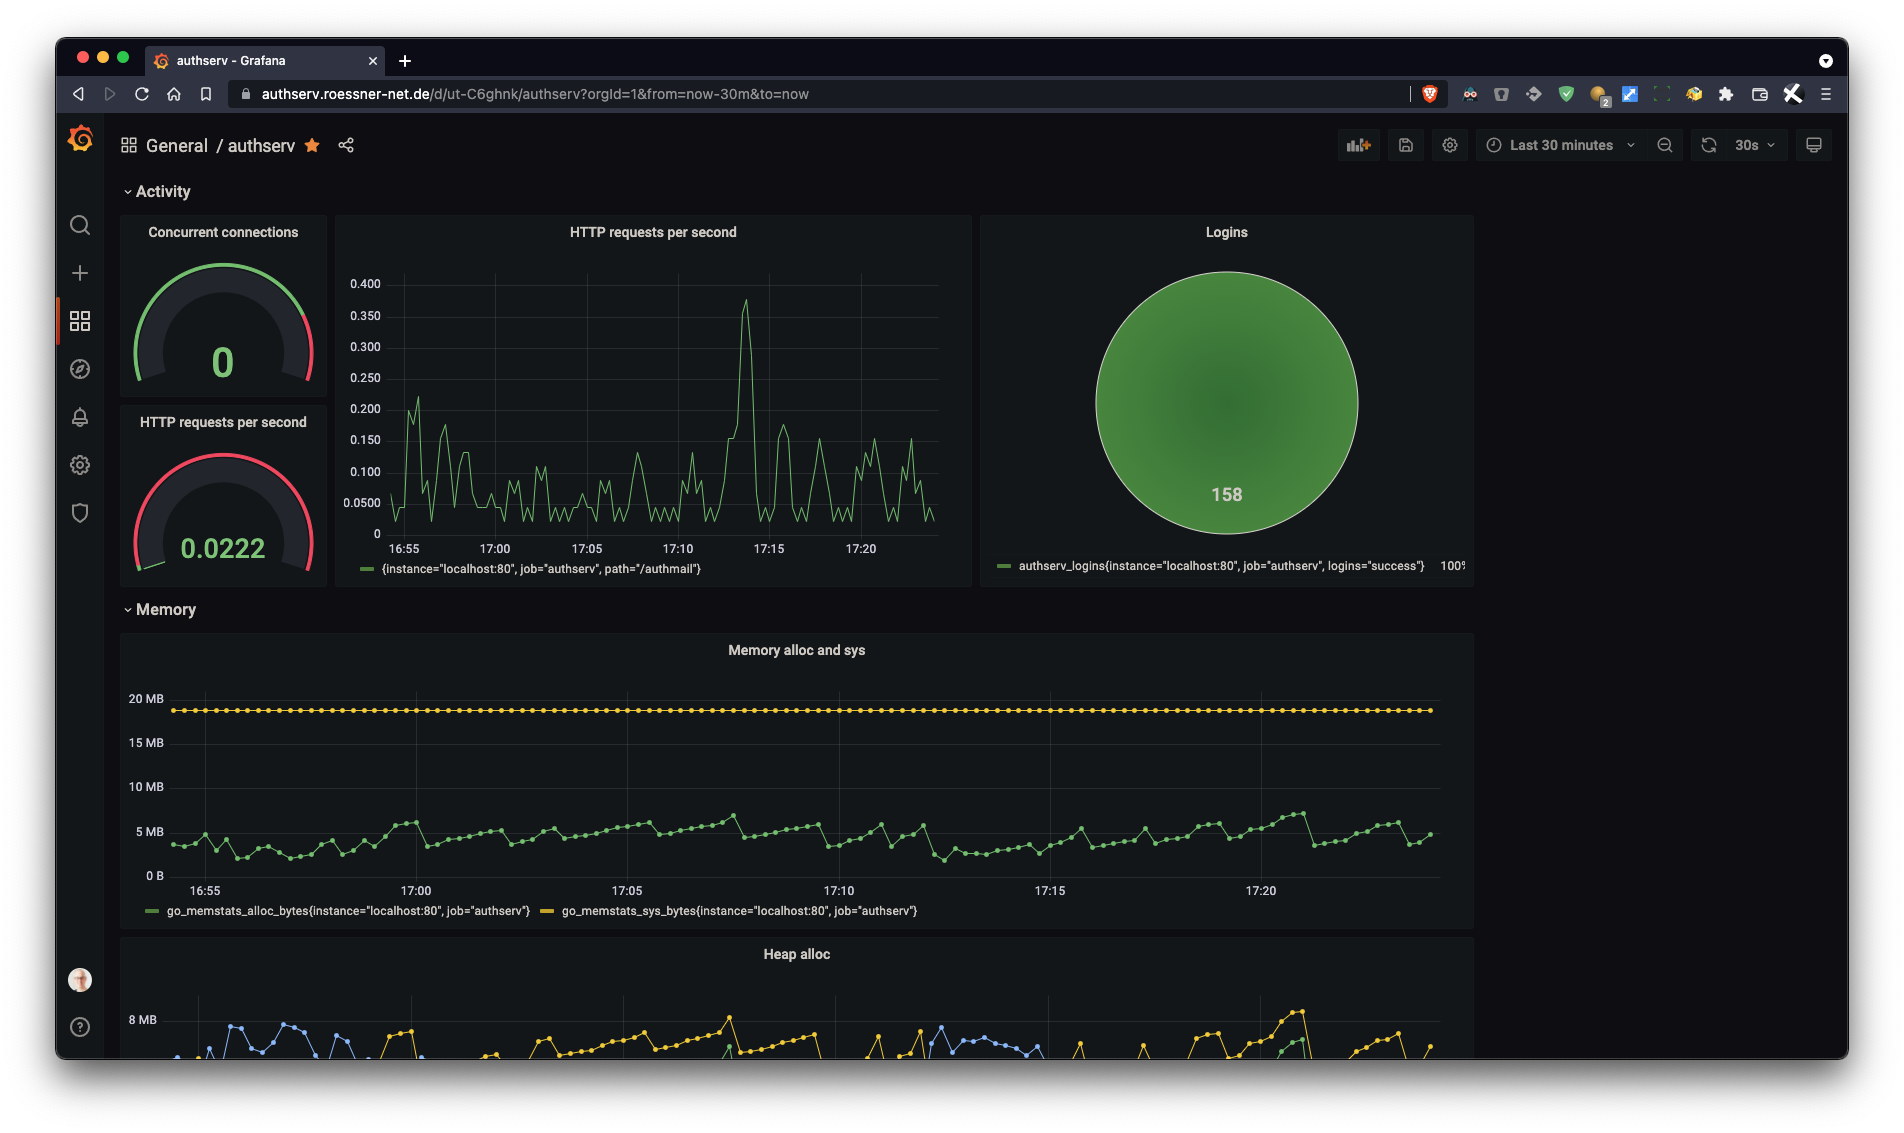 authserv - Grafana
authserv.roessner-net.de/d/ut-C6ghnk/authserv?orgId=1&from=now-30m&to=now
2
General / authserv
Last 30 minutes
30s
Activity
Concurrent connections
0
HTTP requests per second
0.0222
HTTP requests per second
0.400
0.350
0.300
0.250
0.200
0.150
0.100
0.0500
0
16:55 17:00 17:05 17:10 17:15 17:20
{instance="localhost:80", job="authserv", path="/authmail"}
Logins
158
authserv_logins{instance="localhost:80", job="authserv", logins="success"} 100%
Memory
Memory alloc and sys
20 MB
15 MB
10 MB
5 MB
0 B
16:55 17:00 17:05 17:10 17:15 17:20
go_memstats_alloc_bytes{instance="localhost:80", job="authserv"} go_memstats_sys_bytes{instance="localhost:80", job="authserv"}
Heap alloc
8 MB